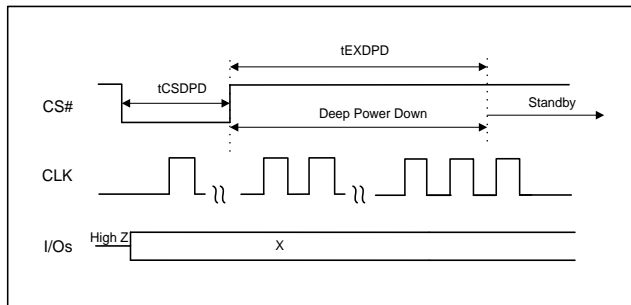 tEXDPD
tCSDPD
CS#
Deep Power Down
Standby
CLK
High Z
I/Os
X